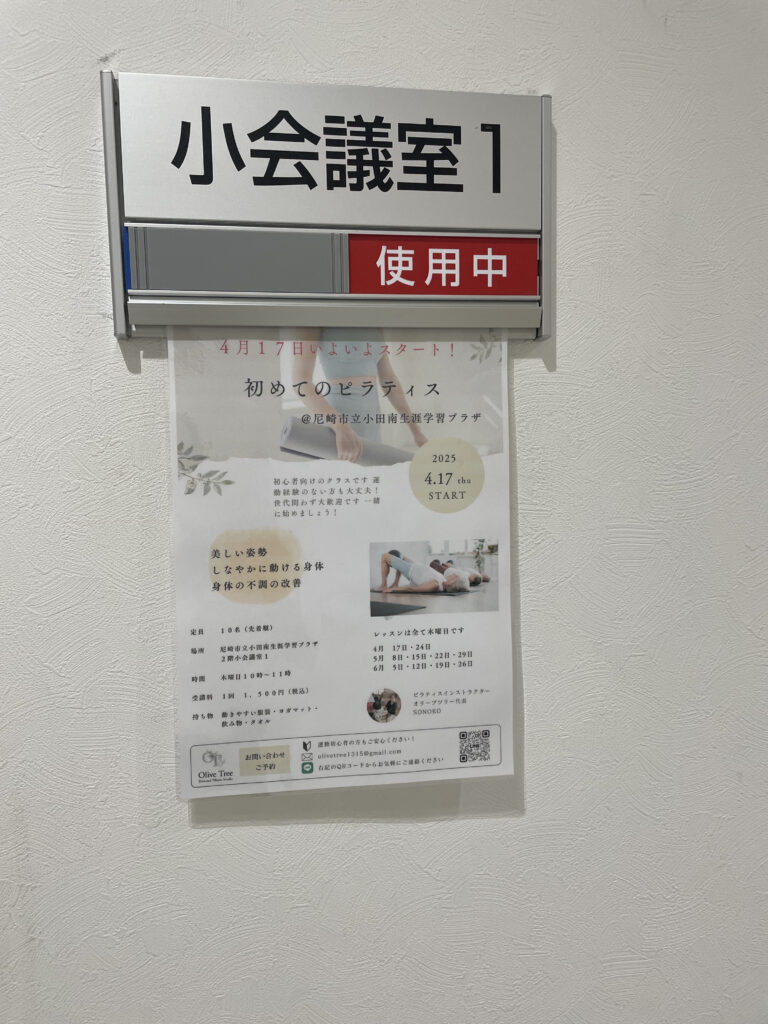 小会議室1
使用中
4月17日いよいよスタート！
初めてのピラティス
@尼崎市立小田南生涯学習プラザ
2025
4.17 thu
START
初心者向けのクラスです 運
動経験のない方も大丈夫！
世代問わず大歓迎です 一緒
に始めましょう！
美しい姿勢
しなやかに動ける身体
身体の不調の改善
定員 10名（先着順）
場所 尼崎市立小田南生涯学習プラザ
2階小会議室1
時間 木曜日10時〜11時
受講料 1回 1，500円（税込）
持ち物 動きやすい服装・ヨガマット・
飲み物・タオル
レッスンは全て木曜日です
4月 17日・24日
5月 8日・15日・22日・29日
6月 5日・12日・19日・26日
ピラティスインストラクター
オリーブツリー代表
SONOKO
Olive Tree
お問い合わせ
ご予約
運動初心者の方もご安心ください！
olivetree1315@gmail.com
右記のQRコードからお気軽にご連絡ください